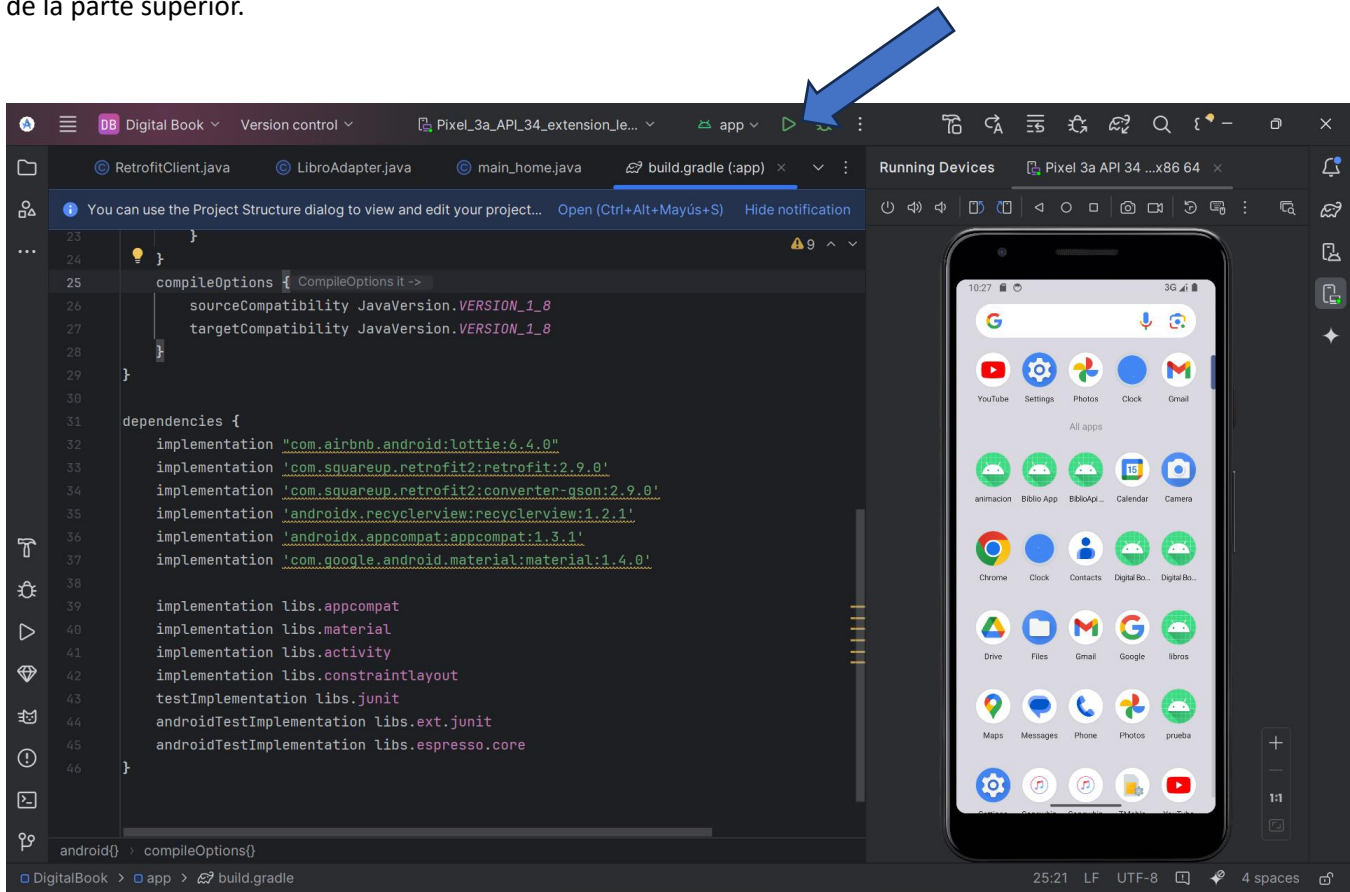 de la parte superior.
DB Digital Book Version control Pixel_3a_API_34_extension_le... app
RetrofitClient.java LibroAdapter.java main_home.java build.gradle (:app) Running Devices Pixel 3a API 34 ...x86 64
You can use the Project Structure dialog to view and edit your project... Open (Ctrl+Alt+Mayús+S) Hide notification
23 }
9
24 }
25 compileOptions { CompileOptions it ->
26 sourceCompatibility JavaVersion.VERSION_1_8
27 targetCompatibility JavaVersion.VERSION_1_8
28 }
29 }
30
31 dependencies {
32 implementation "com.airbnb.android:lottie:6.4.0"
33 implementation 'com.squareup.retrofit2:retrofit:2.9.0'
34 implementation 'com.squareup.retrofit2:converter-gson:2.9.0'
35 implementation 'androidx.recyclerview:recyclerview:1.2.1'
36 implementation 'androidx.appcompat:appcompat:1.3.1'
37 implementation 'com.google.android.material:material:1.4.0'
38
39 implementation libs.appcompat
40 implementation libs.material
41 implementation libs.activity
42 implementation libs.constraintlayout
43 testImplementation libs.junit
44 androidTestImplementation libs.ext.junit
45 androidTestImplementation libs.espresso.core
46 }
10:27 3G
YouTube Settings Photos Clock Gmail
All apps
15
animacion Biblio App BiblioApi... Calendar Camera
Chrome Clock Contacts Digital Bo... Digital Bo...
Drive Files Gmail Google libros
Maps Messages Phone Photos prueba
1:1
android{} > compileOptions{}
DigitalBook > app > build.gradle 25:21 LF UTF-8 4 spaces